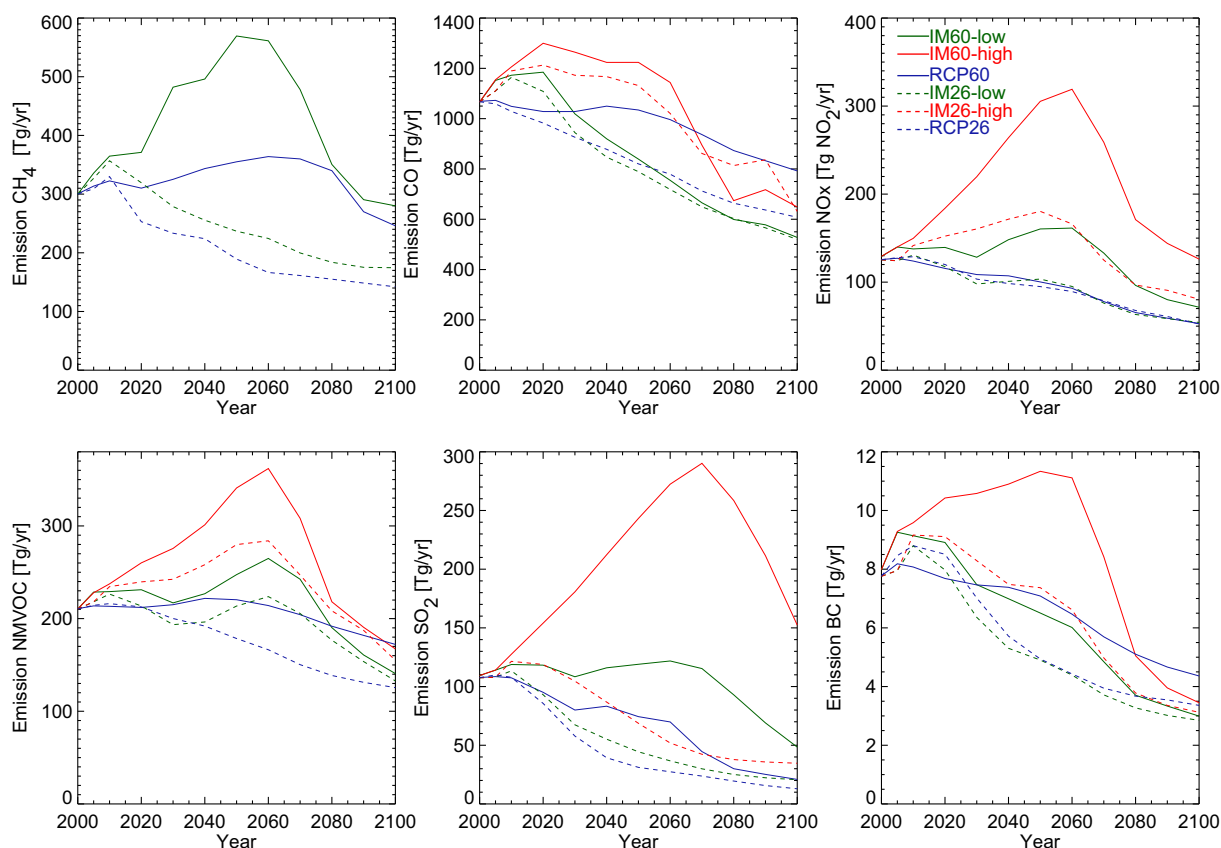 Emission CH4 [Tg/yr]
600
500
400
300
200
100
0
2000 2020 2040 2060 2080 2100
Year
Emission CO [Tg/yr]
1400
1200
1000
800
600
400
200
0
2000 2020 2040 2060 2080 2100
Year
Emission NOx [Tg NO2/yr]
400
300
200
100
0
2000 2020 2040 2060 2080 2100
Year
IM60-low
IM60-high
RCP60
IM26-low
IM26-high
RCP26
Emission NMVOC [Tg/yr]
300
200
100
0
2000 2020 2040 2060 2080 2100
Year
Emission SO2 [Tg/yr]
300
250
200
150
100
50
0
2000 2020 2040 2060 2080 2100
Year
Emission BC [Tg/yr]
12
10
8
6
4
2
0
2000 2020 2040 2060 2080 2100
Year